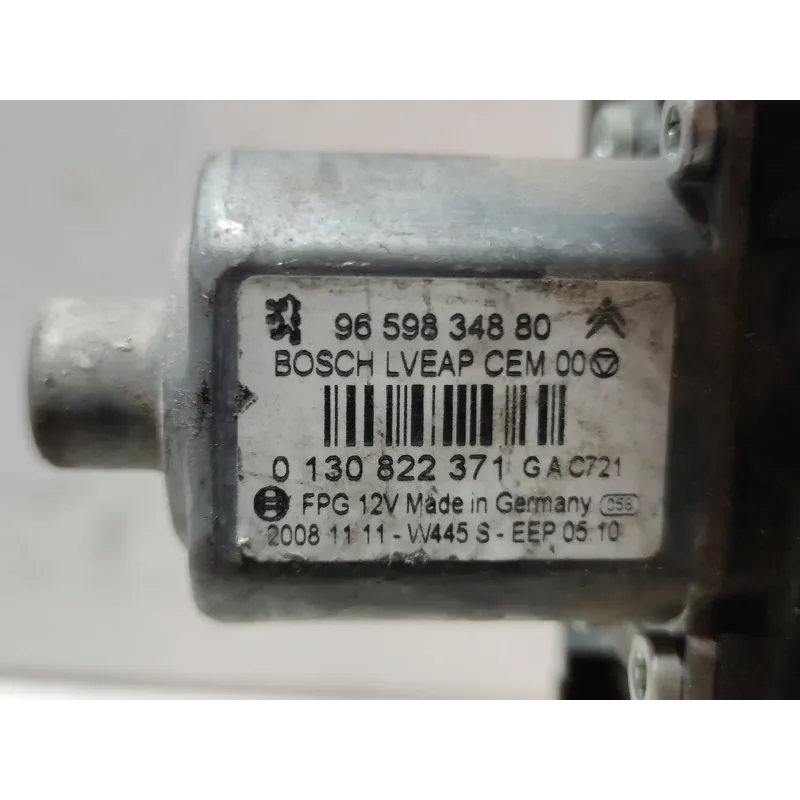 96 598 348 80
BOSCH LVEAP CEM 00
0 130 822 371 GAC721
FPG 12V Made in Germany 056
2008 11 11 - W445 S - EEP 05.10